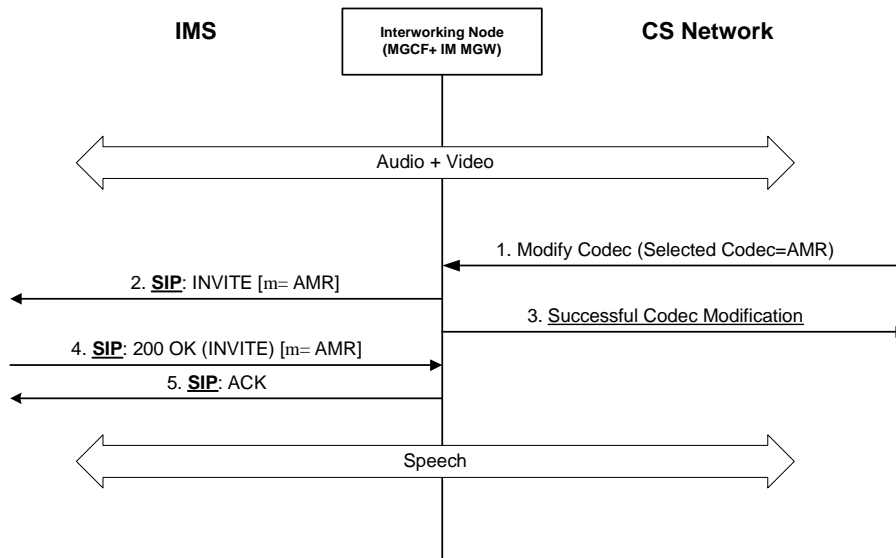 IMS
Interworking Node
(MGCF+ IM MGW)
CS Network
Audio + Video
1. Modify Codec (Selected Codec=AMR)
2. SIP: INVITE [m= AMR]
3. Successful Codec Modification
4. SIP: 200 OK (INVITE) [m= AMR]
5. SIP: ACK
Speech